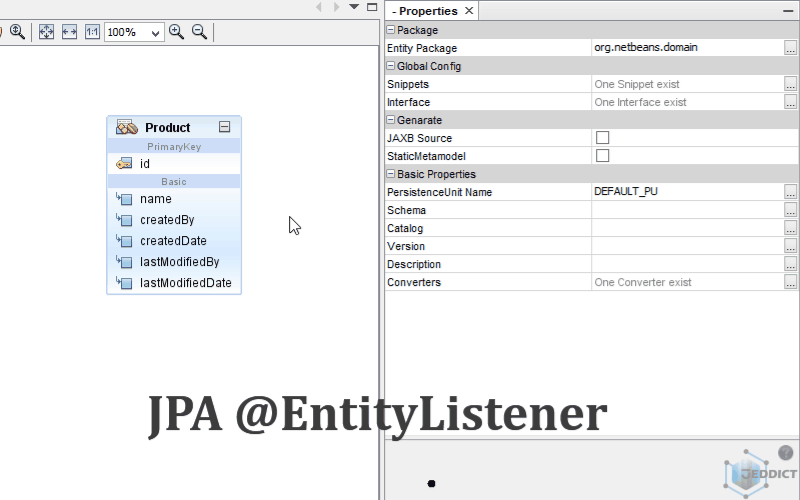 - Properties
100%
1:1
Package
Entity Package org.netbeans.domain ...
Global Config
Snippets One Snippet exist ...
Interface One Interface exist ...
Genarate
JAXB Source
StaticMetamodel
Basic Properties
PersistenceUnit Name DEFAULT_PU ...
Schema ...
Catalog ...
Version ...
Description ...
Converters One Converter exist ...
Product
PrimaryKey
id
Basic
name
createdBy
createdDate
lastModifiedBy
lastModifiedDate
JPA @EntityListener
?
JEDDICT